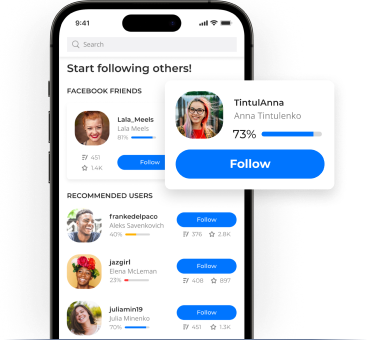 9:41
Search
Start following others!
FACEBOOK FRIENDS
Lala_Meels
Lala Meels
81%
451
1.4K
Follow
TintulAnna
Anna Tintulenko
73%
Follow
RECOMMENDED USERS
frankedelpaco
Aleks Savenkovich
40%
Follow
376 2.8K
jazgirl
Elena McLeman
23%
Follow
408 897
juliamin19
Julia Minenko
70%
Follow
451 1.3K